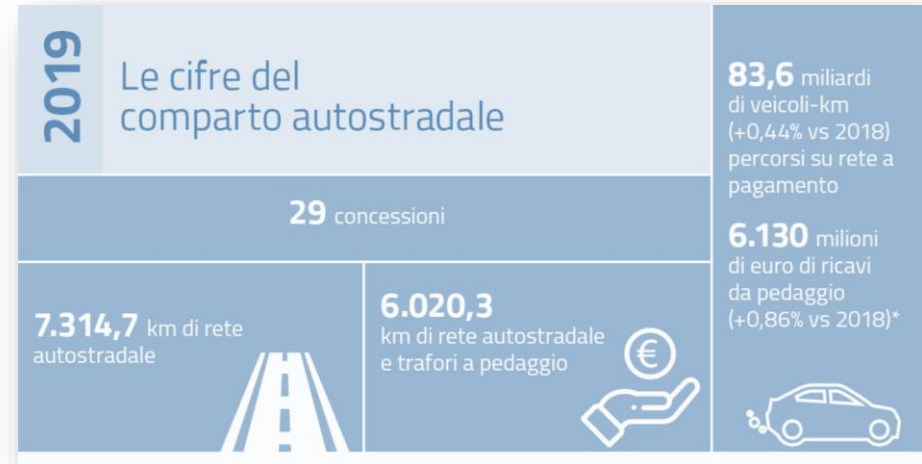 2019
Le cifre del
comparto autostradale
29 concessioni
7.314,7 km di rete
autostradale
6.020,3
km di rete autostradale
e trafori a pedaggio
€
83,6 miliardi
di veicoli-km
(+0,44% vs 2018)
percorsi su rete a
pagamento
6.130 milioni
di euro di ricavi
da pedaggio
(+0,86% vs 2018)*